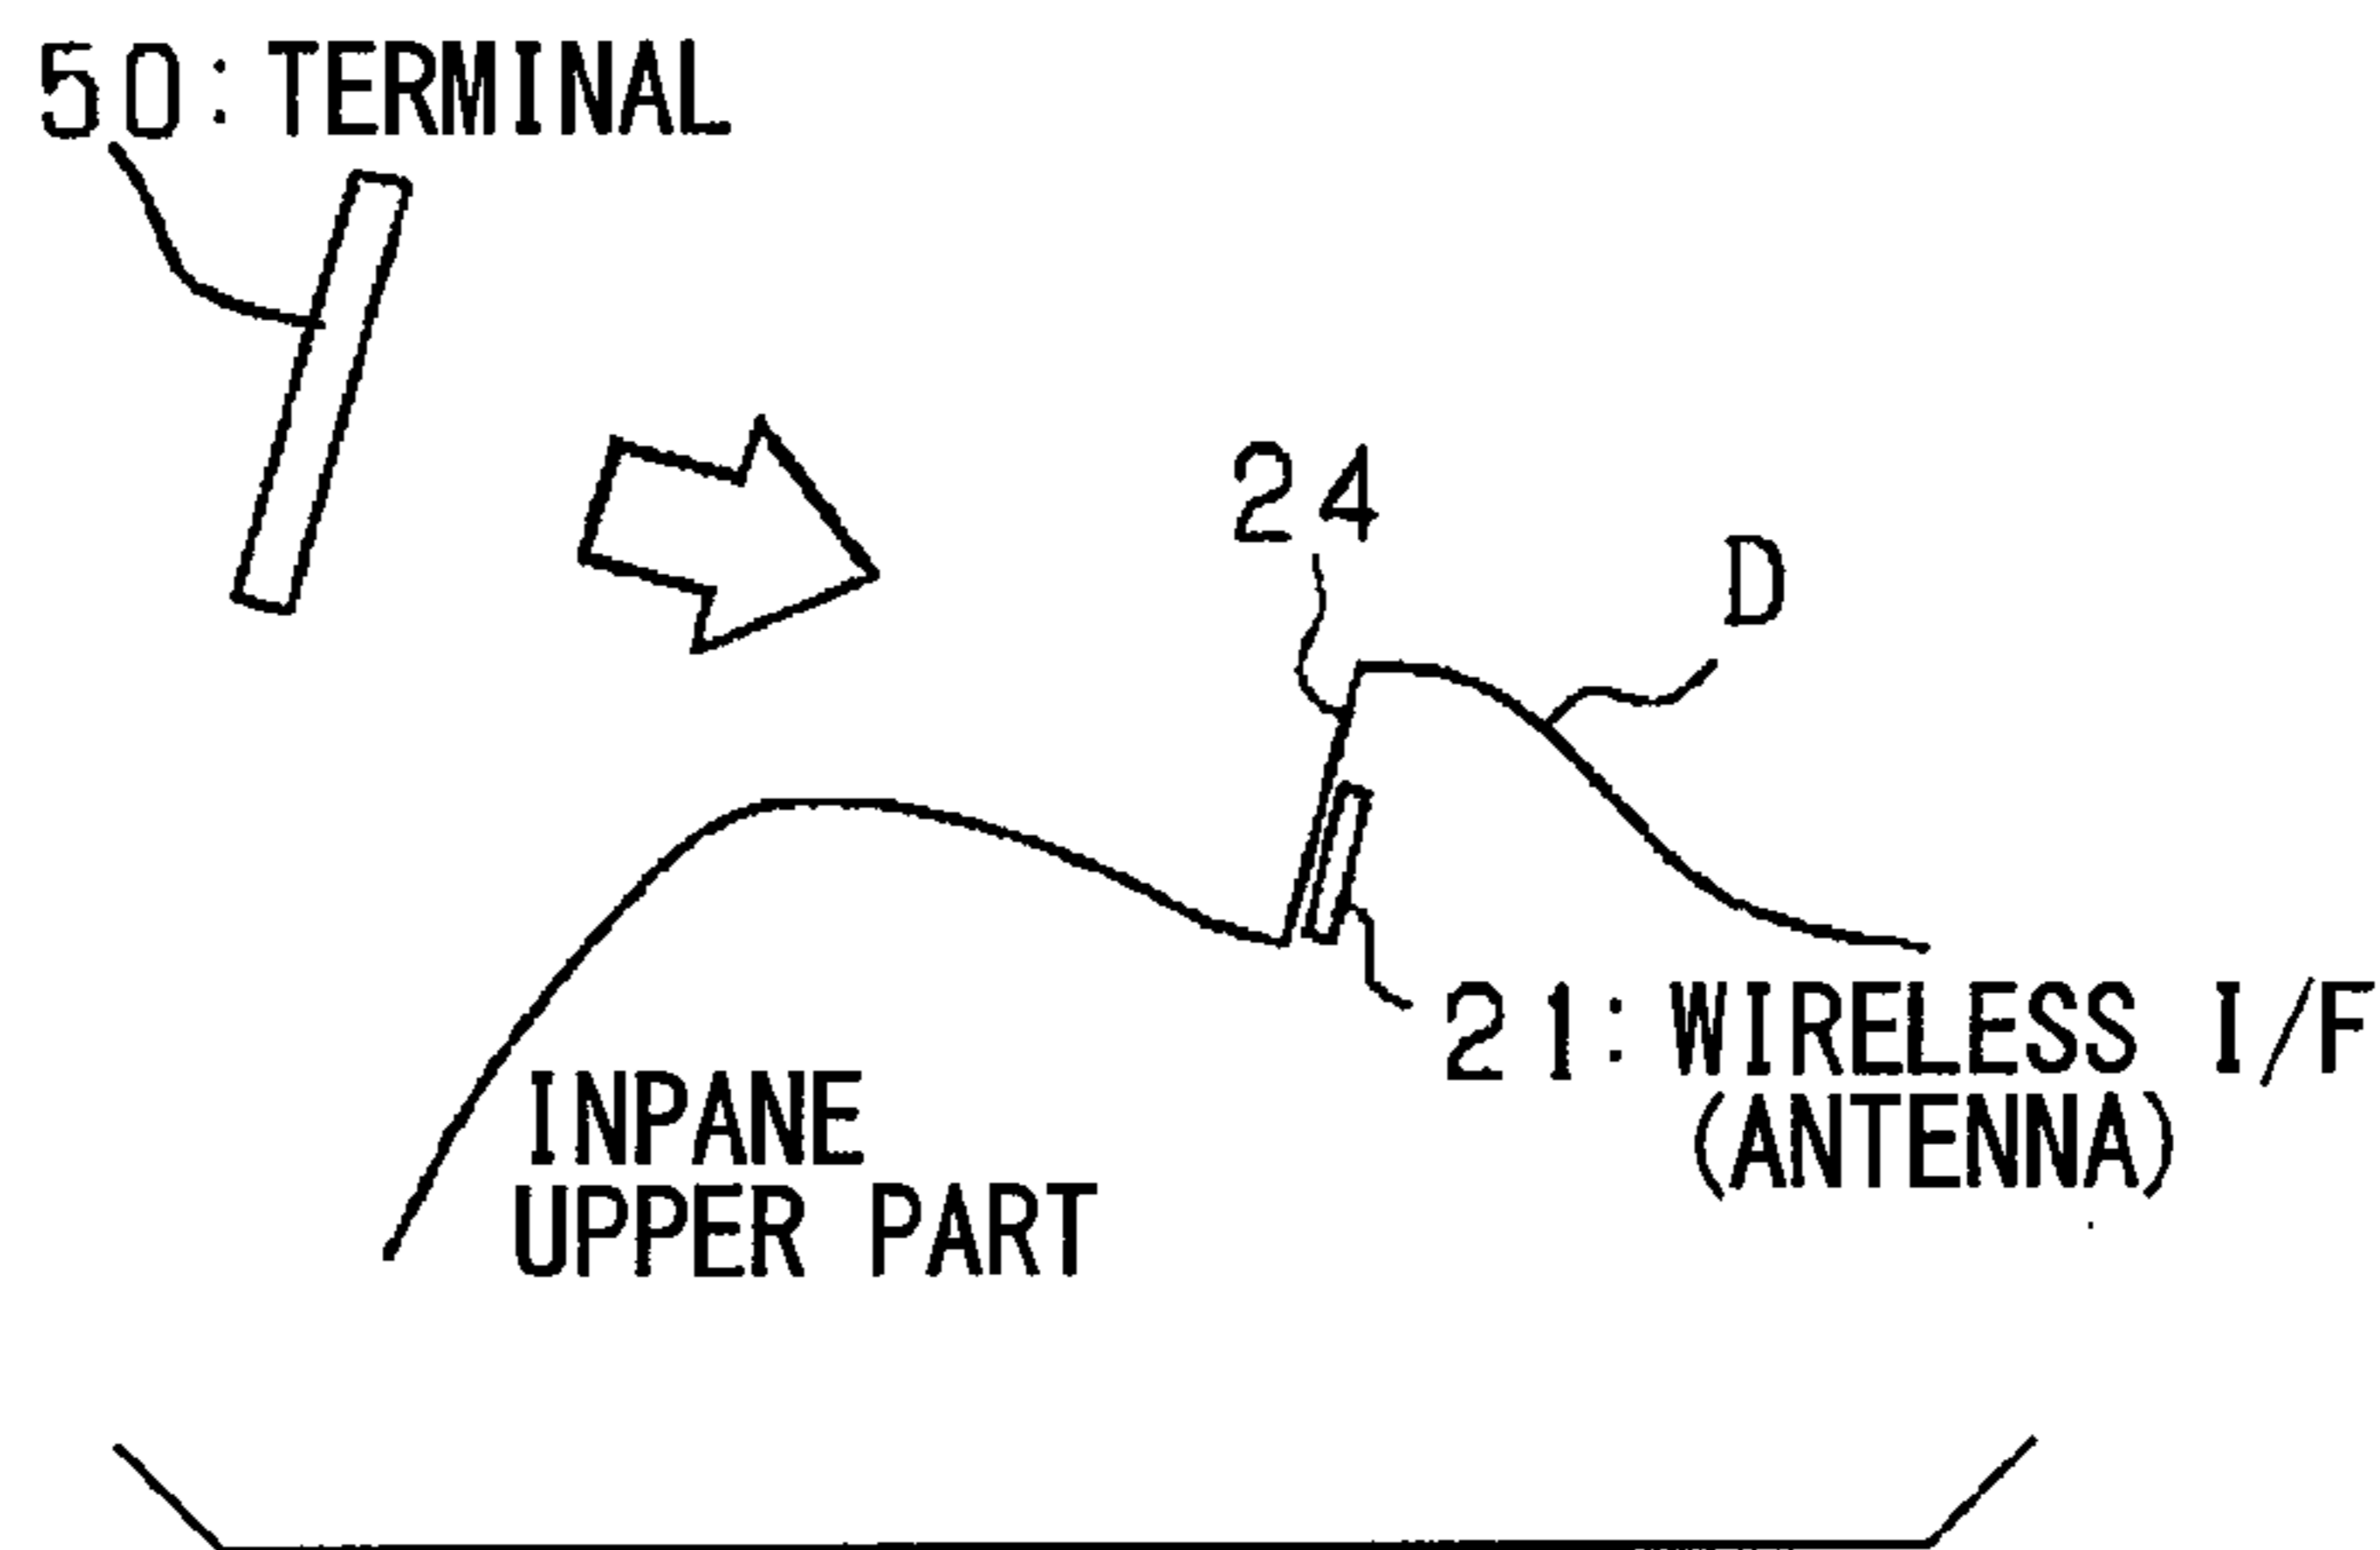 50: TERMINAL
24
D
21: WIRELESS I/F
(ANTENNA)
INPANE
UPPER PART